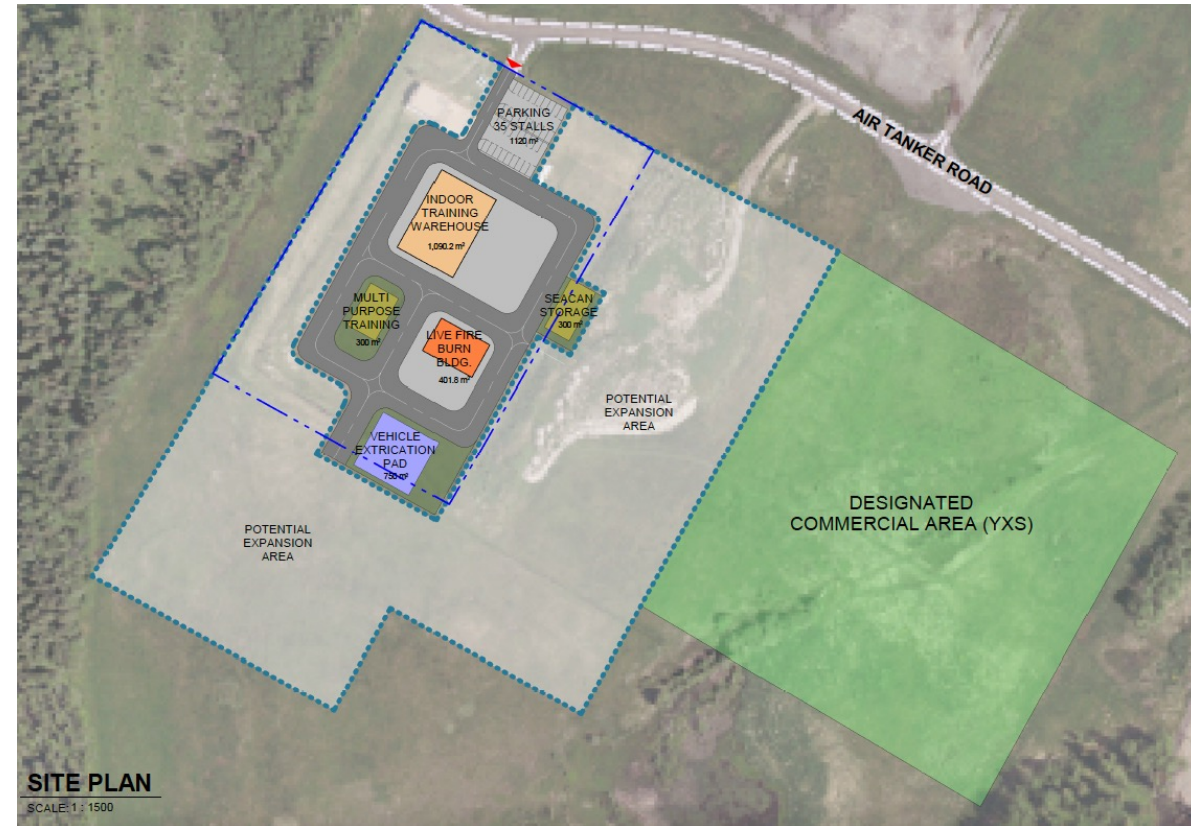 AIR TANKER ROAD
PARKING
35 STALLS
1120 m²
INDOOR
TRAINING
WAREHOUSE
1,090.2 m²
MULTI
PURPOSE
TRAINING
300 m²
SEACAN
STORAGE
300 m²
LIVE FIRE
BURN
BLDG.
401.8 m²
VEHICLE
EXTRICATION
PAD
750 m²
POTENTIAL
EXPANSION
AREA
POTENTIAL
EXPANSION
AREA
DESIGNATED
COMMERCIAL AREA (YXS)
SITE PLAN
SCALE: 1 : 1500